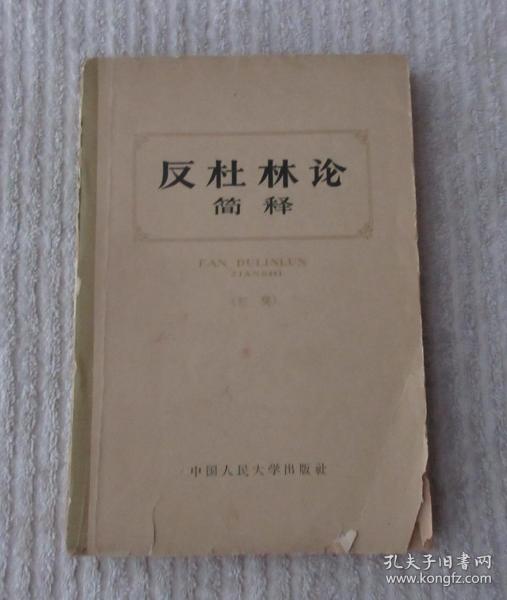 反杜林论
简释
FAN DULINLUN
JIANSHI
中国人民大学出版社
孔夫子旧书网
www.kongfz.com